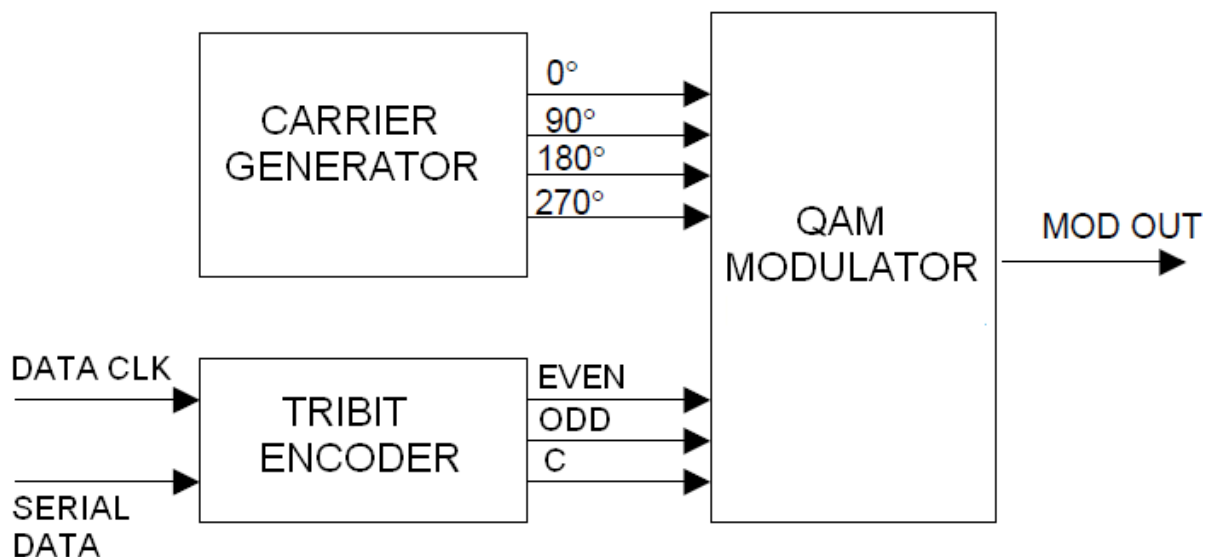 CARRIER
GENERATOR
0°
90°
180°
270°
QAM
MODULATOR
MOD OUT
DATA CLK
SERIAL
DATA
TRIBIT
ENCODER
EVEN
ODD
C